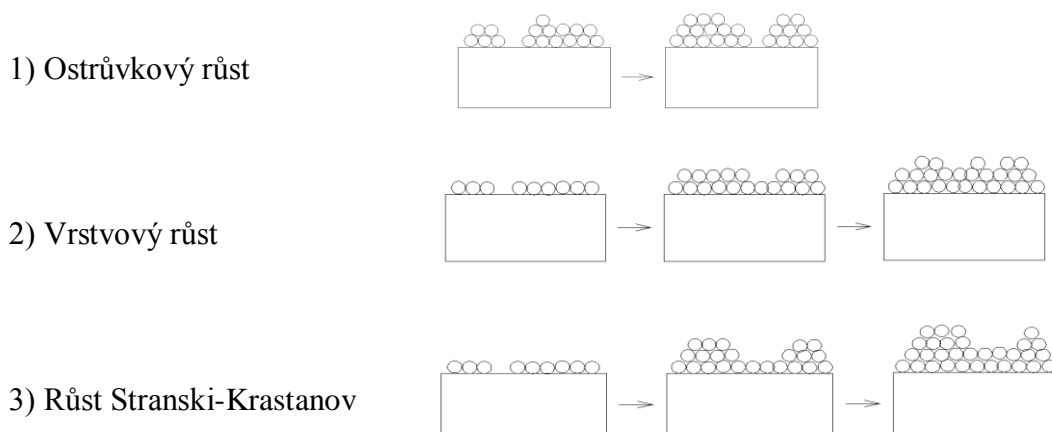 1) Ostrůvkový růst
2) Vrstvový růst
3) Růst Stranski-Krastanov